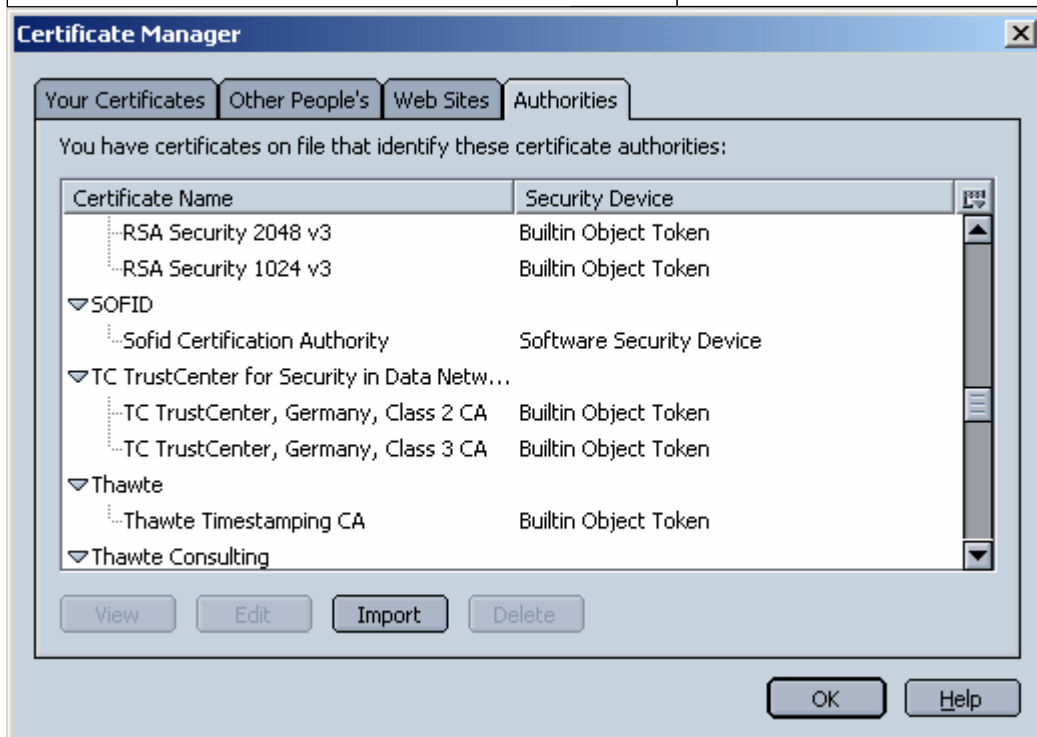 Certificate Manager
Your Certificates Other People's Web Sites Authorities
You have certificates on file that identify these certificate authorities:
Certificate Name Security Device
RSA Security 2048 v3 Builtin Object Token
RSA Security 1024 v3 Builtin Object Token
SOFID
Sofid Certification Authority Software Security Device
TC TrustCenter for Security in Data Netw...
TC TrustCenter, Germany, Class 2 CA Builtin Object Token
TC TrustCenter, Germany, Class 3 CA Builtin Object Token
Thawte
Thawte Timestamping CA Builtin Object Token
Thawte Consulting
View Edit Import Delete
OK Help